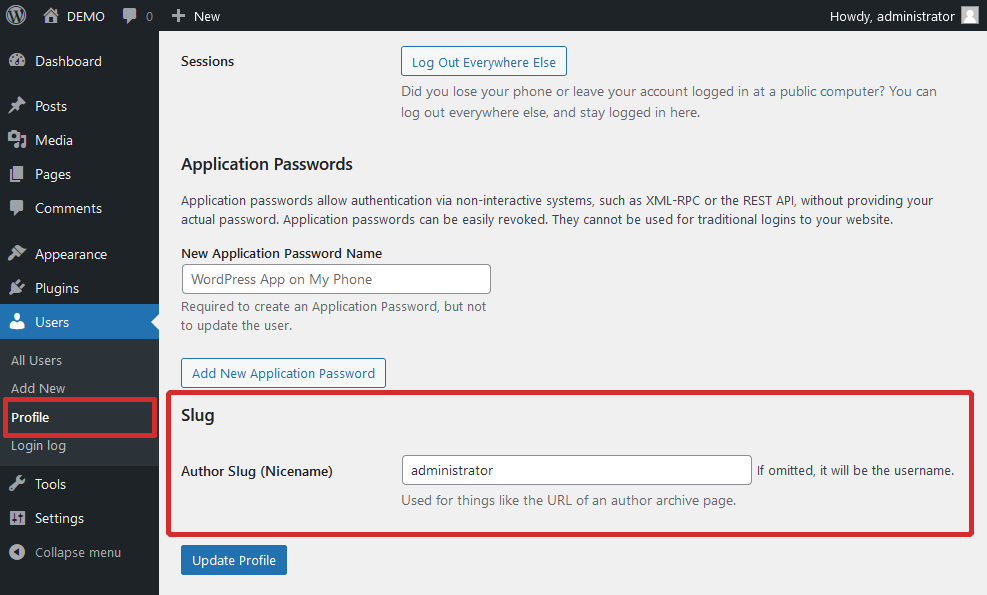 DEMO 0 New Howdy, administrator
Dashboard
Posts
Media
Pages
Comments
Appearance
Plugins
Users
All Users
Add New
Profile
Login log
Tools
Settings
Collapse menu
Sessions Log Out Everywhere Else
Did you lose your phone or leave your account logged in at a public computer? You can
log out everywhere else, and stay logged in here.
Application Passwords
Application passwords allow authentication via non-interactive systems, such as XML-RPC or the REST API, without providing your
actual password. Application passwords can be easily revoked. They cannot be used for traditional logins to your website.
New Application Password Name
WordPress App on My Phone
Required to create an Application Password, but not
to update the user.
Add New Application Password
Slug
Author Slug (Nicename) administrator If omitted, it will be the username.
Used for things like the URL of an author archive page.
Update Profile